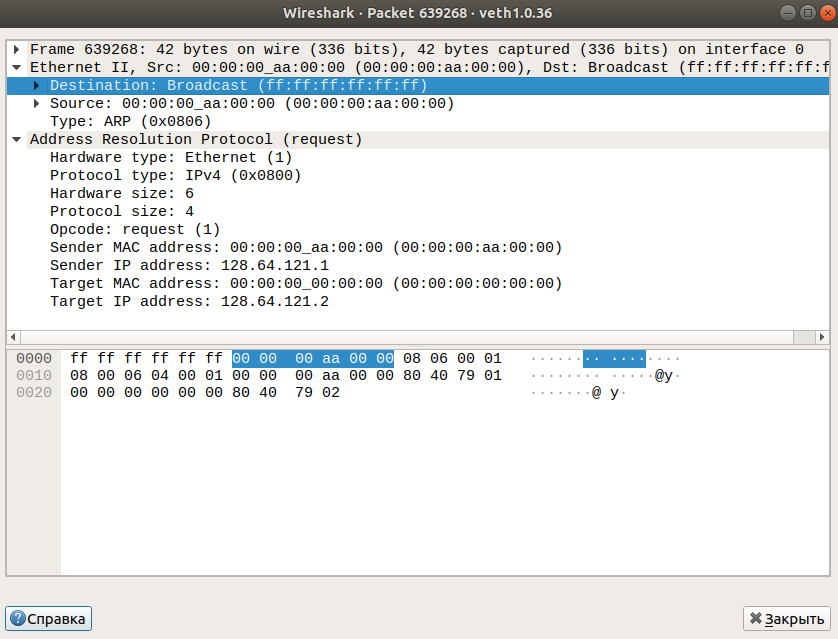 Wireshark · Packet 639268 · veth1.0.36
Frame 639268: 42 bytes on wire (336 bits), 42 bytes captured (336 bits) on interface 0
Ethernet II, Src: 00:00:00_aa:00:00 (00:00:00:aa:00:00), Dst: Broadcast (ff:ff:ff:ff:ff:f
Destination: Broadcast (ff:ff:ff:ff:ff:ff)
Source: 00:00:00_aa:00:00 (00:00:00:aa:00:00)
Type: ARP (0x0806)
Address Resolution Protocol (request)
Hardware type: Ethernet (1)
Protocol type: IPv4 (0x0800)
Hardware size: 6
Protocol size: 4
Opcode: request (1)
Sender MAC address: 00:00:00_aa:00:00 (00:00:00:aa:00:00)
Sender IP address: 128.64.121.1
Target MAC address: 00:00:00_00:00:00 (00:00:00:00:00:00)
Target IP address: 128.64.121.2
0000 ff ff ff ff ff ff 00 00 00 aa 00 00 08 06 00 01 ········ ········
0010 08 00 06 04 00 01 00 00 00 aa 00 00 80 40 79 01 ········ ·····@y·
0020 00 00 00 00 00 00 80 40 79 02 ·······@ y·
Справка
Закрыть